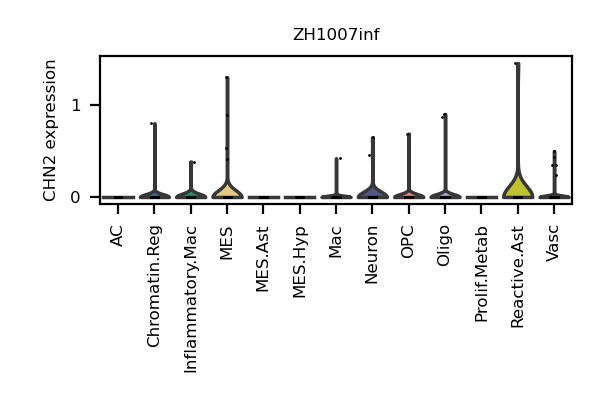 ZH1007inf
CHN2 expression
1
0
AC
Chromatin.Reg
Inflammatory.Mac
MES
MES.Ast
MES.Hyp
Mac
Neuron
OPC
Oligo
Prolif.Metab
Reactive.Ast
Vasc